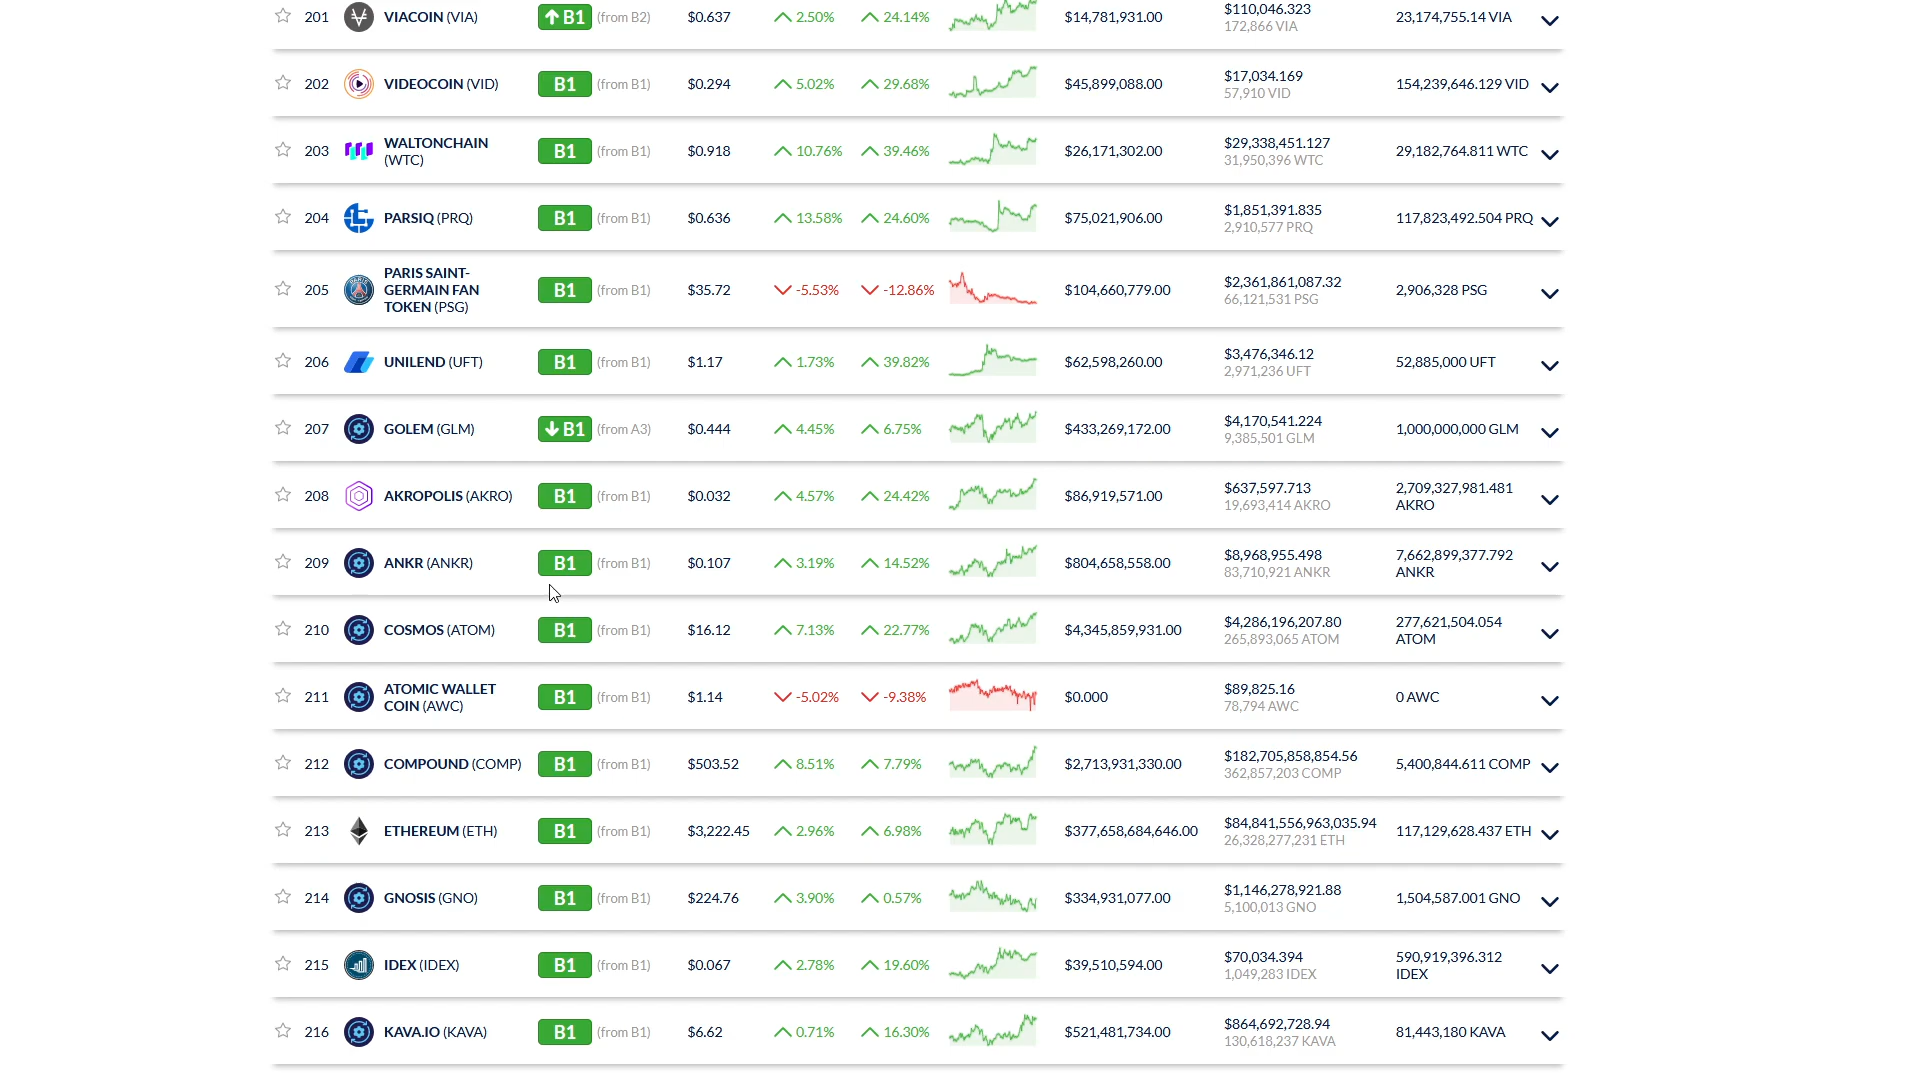 201 VIACOIN (VIA) B1 (from B2) $0.637 2.50% 24.14% $14,781,931.00 $110,046.323 23,174,755.14 VIA
172,866 VIA
202 VIDEOCOIN (VID) B1 (from B1) $0.294 5.02% 29.68% $45,899,088.00 $17,034.169 154,239,646.129 VID
57,910 VID
203 WALTONCHAIN B1 (from B1) $0.918 10.76% 39.46% $26,171,302.00 $29,338,451.127 29,182,764.811 WTC
(WTC) 31,950,396 WTC
204 PARSIQ (PRQ) B1 (from B1) $0.636 13.58% 24.60% $75,021,906.00 $1,851,391.835 117,823,492.504 PRQ
2,910,577 PRQ
PARIS SAINT-
205 GERMAIN FAN B1 (from B1) $35.72 -5.53% -12.86% $104,660,779.00 $2,361,861,087.32 2,906,328 PSG
TOKEN (PSG) 66,121,531 PSG
206 UNILEND (UFT) B1 (from B1) $1.17 1.73% 39.82% $62,598,260.00 $3,476,346.12 52,885,000 UFT
2,971,236 UFT
207 GOLEM (GLM) B1 (from A3) $0.444 4.45% 6.75% $433,269,172.00 $4,170,541.224 1,000,000,000 GLM
9,385,501 GLM
208 AKROPOLIS (AKRO) B1 (from B1) $0.032 4.57% 24.42% $86,919,571.00 $637,597.713 2,709,327,981.481
19,693,414 AKRO AKRO
209 ANKR (ANKR) B1 (from B1) $0.107 3.19% 14.52% $804,658,558.00 $8,968,955.498 7,662,899,377.792
83,710,921 ANKR ANKR
210 COSMOS (ATOM) B1 (from B1) $16.12 7.13% 22.77% $4,345,859,931.00 $4,286,196,207.80 277,621,504.054
265,893,065 ATOM ATOM
211 ATOMIC WALLET B1 (from B1) $1.14 -5.02% -9.38% $0.000 $89,825.16 0 AWC
COIN (AWC) 78,794 AWC
212 COMPOUND (COMP) B1 (from B1) $503.52 8.51% 7.79% $2,713,931,330.00 $182,705,858,854.56 5,400,844.611 COMP
362,857,203 COMP
213 ETHEREUM (ETH) B1 (from B1) $3,222.45 2.96% 6.98% $377,658,684,646.00 $84,841,556,963,035.94 117,129,628.437 ETH
26,328,277,231 ETH
214 GNOSIS (GNO) B1 (from B1) $224.76 3.90% 0.57% $334,931,077.00 $1,146,278,921.88 1,504,587.001 GNO
5,100,013 GNO
215 IDEX (IDEX) B1 (from B1) $0.067 2.78% 19.60% $39,510,594.00 $70,034.394 590,919,396.312
1,049,283 IDEX IDEX
216 KAVA.IO (KAVA) B1 (from B1) $6.62 0.71% 16.30% $521,481,734.00 $864,692,728.94 81,443,180 KAVA
130,618,237 KAVA